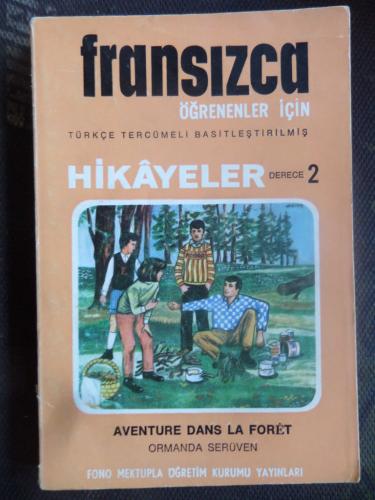 fransızca
ÖĞRENENLER İÇİN
TÜRKÇE TERCÜMELİ BASİTLEŞTİRİLMİŞ
HİKÂYELER DERECE 2
AVENTURE DANS LA FORÊT
ORMANDA SERÜVEN
FONO MEKTUPLA ÖĞRETİM KURUMU YAYINLARI